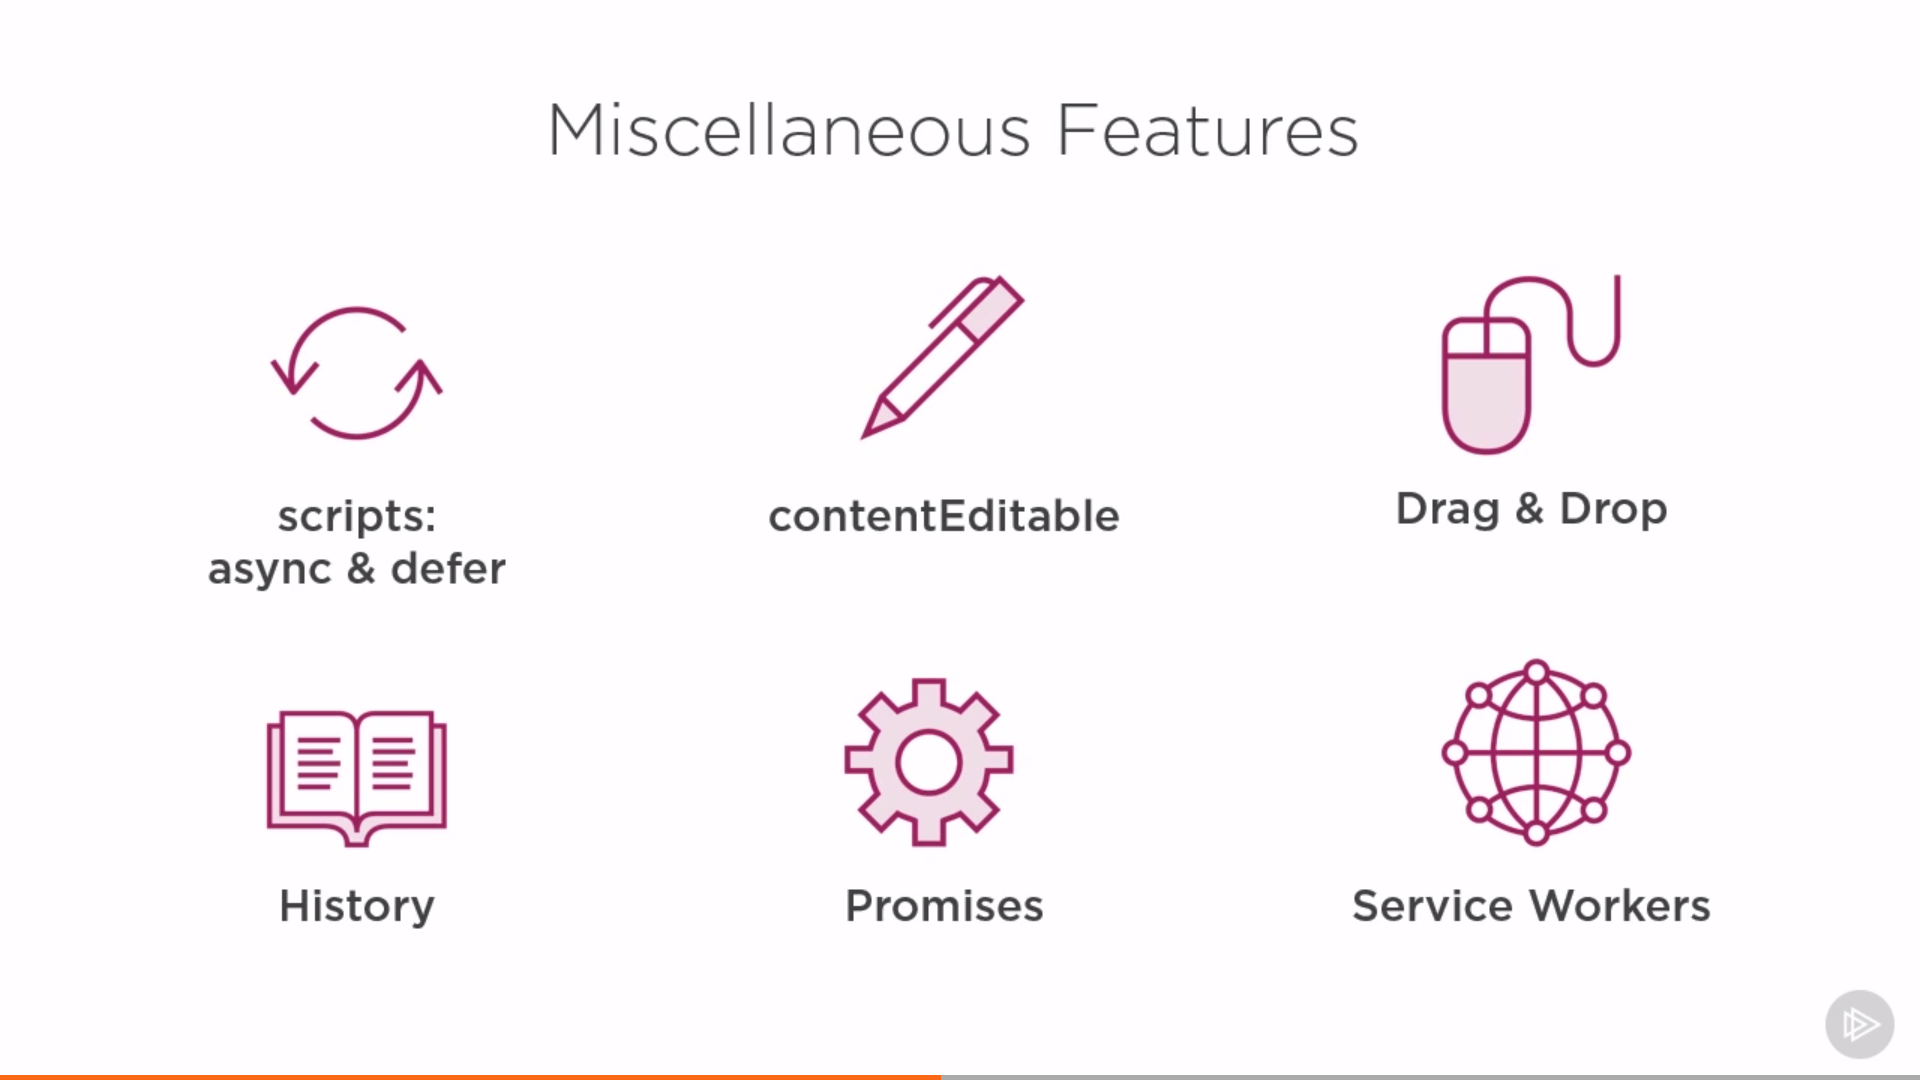 Miscellaneous Features
scripts:
async & defer
contentEditable
Drag & Drop
History
Promises
Service Workers